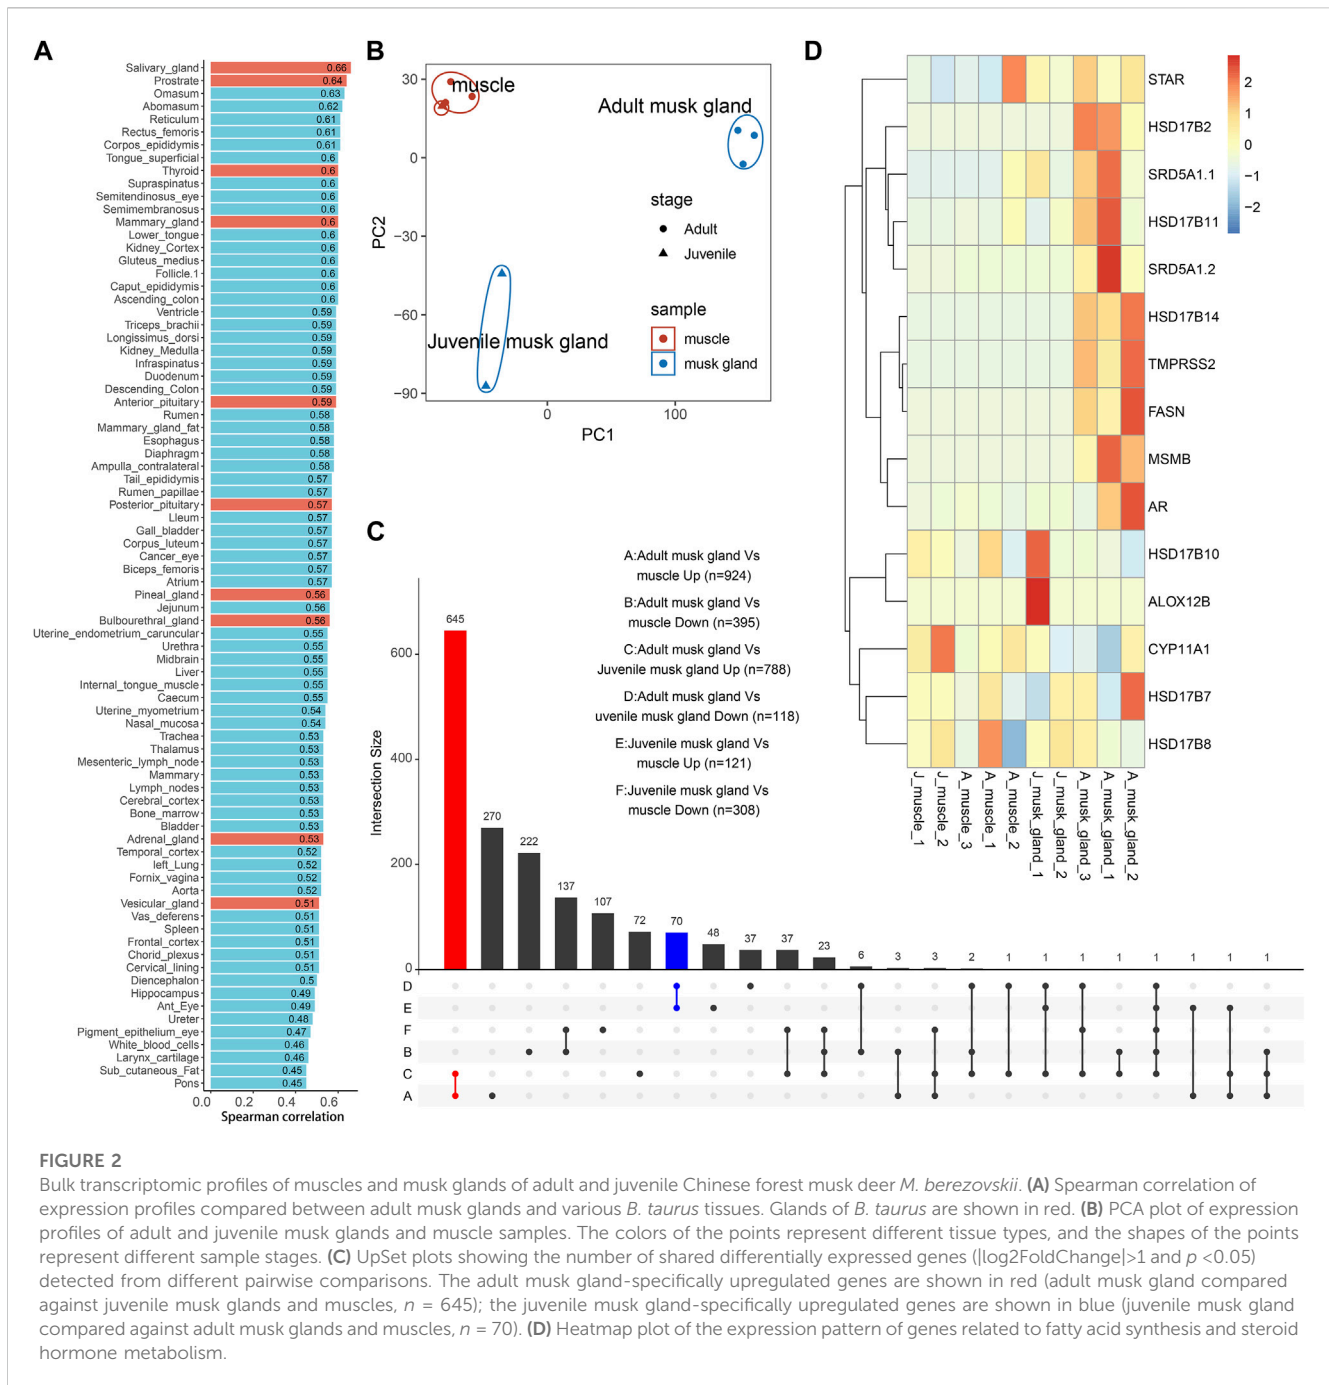 A
Salivary_gland 0.66
Prostrate 0.64
Omasum 0.63
Abomasum 0.62
Reticulum 0.61
Rectus_femoris 0.61
Corpos_epididymis 0.61
Tongue_superficial 0.6
Thyroid 0.6
Supraspinatus 0.6
Semitendinosus_eye 0.6
Semimembranosus 0.6
Mammary_gland 0.6
Lower_tongue 0.6
Kidney_Cortex 0.6
Gluteus_medius 0.6
Follicle.1 0.6
Caput_epididymis 0.6
Ascending_colon 0.6
Ventricle 0.59
Triceps_brachii 0.59
Longissimus_dorsi 0.59
Kidney_Medulla 0.59
Infraspinatus 0.59
Duodenum 0.59
Descending_Colon 0.59
Anterior_pituitary 0.59
Rumen 0.58
Mammary_gland_fat 0.58
Esophagus 0.58
Diaphragm 0.58
Ampulla_contralateral 0.58
Tail_epididymis 0.57
Rumen_papillae 0.57
Posterior_pituitary 0.57
Lleum 0.57
Gall_bladder 0.57
Corpus_luteum 0.57
Cancer_eye 0.57
Biceps_femoris 0.57
Atrium 0.57
Pineal_gland 0.56
Jejunum 0.56
Bulbourethral_gland 0.56
Uterine_endometrium_caruncular 0.55
Urethra 0.55
Midbrain 0.55
Liver 0.55
Internal_tongue_muscle 0.55
Caecum 0.55
Uterine_myometrium 0.54
Nasal_mucosa 0.54
Trachea 0.53
Thalamus 0.53
Mesenteric_lymph_node 0.53
Mammary 0.53
Lymph_nodes 0.53
Cerebral_cortex 0.53
Bone_marrow 0.53
Bladder 0.53
Adrenal_gland 0.53
Temporal_cortex 0.52
left_Lung 0.52
Fornix_vagina 0.52
Aorta 0.52
Vesicular_gland 0.51
Vas_deferens 0.51
Spleen 0.51
Frontal_cortex 0.51
Chorid_plexus 0.51
Cervical_lining 0.51
Diencephalon 0.5
Hippocampus 0.49
Ant_Eye 0.49
Ureter 0.48
Pigment_epithelium_eye 0.47
White_blood_cells 0.46
Larynx_cartilage 0.46
Sub_cutaneous_Fat 0.45
Pons 0.45
0.0 0.2 0.4 0.6
Spearman correlation
B
30
0
−30
−60
−90
PC2
muscle
Adult musk gland
Juvenile musk gland
stage
Adult
Juvenile
sample
muscle
musk gland
0 100
PC1
C
A:Adult musk gland Vs
muscle Up (n=924)
B:Adult musk gland Vs
muscle Down (n=395)
C:Adult musk gland Vs
Juvenile musk gland Up (n=788)
D:Adult musk gland Vs
uvenile musk gland Down (n=118)
E:Juvenile musk gland Vs
muscle Up (n=121)
F:Juvenile musk gland Vs
muscle Down (n=308)
Intersection Size
600
400
200
0
645 270 222 137 107 72 70 48 37 37 23 6 3 3 2 1 1 1 1 1 1 1 1
D
E
F
B
C
A
D
STAR
HSD17B2
SRD5A1.1
HSD17B11
SRD5A1.2
HSD17B14
TMPRSS2
FASN
MSMB
AR
HSD17B10
ALOX12B
CYP11A1
HSD17B7
HSD17B8
2
1
0
−1
−2
J_muscle_1
J_muscle_2
A_muscle_3
A_muscle_1
A_muscle_2
J_musk_gland_1
J_musk_gland_2
A_musk_gland_3
A_musk_gland_1
A_musk_gland_2
FIGURE 2
Bulk transcriptomic profiles of muscles and musk glands of adult and juvenile Chinese forest musk deer M. berezovskii. (A) Spearman correlation of
expression profiles compared between adult musk glands and various B. taurus tissues. Glands of B. taurus are shown in red. (B) PCA plot of expression
profiles of adult and juvenile musk glands and muscle samples. The colors of the points represent different tissue types, and the shapes of the points
represent different sample stages. (C) UpSet plots showing the number of shared differentially expressed genes (|log2FoldChange|>1 and p <0.05)
detected from different pairwise comparisons. The adult musk gland-specifically upregulated genes are shown in red (adult musk gland compared
against juvenile musk glands and muscles, n = 645); the juvenile musk gland-specifically upregulated genes are shown in blue (juvenile musk gland
compared against adult musk glands and muscles, n = 70). (D) Heatmap plot of the expression pattern of genes related to fatty acid synthesis and steroid
hormone metabolism.